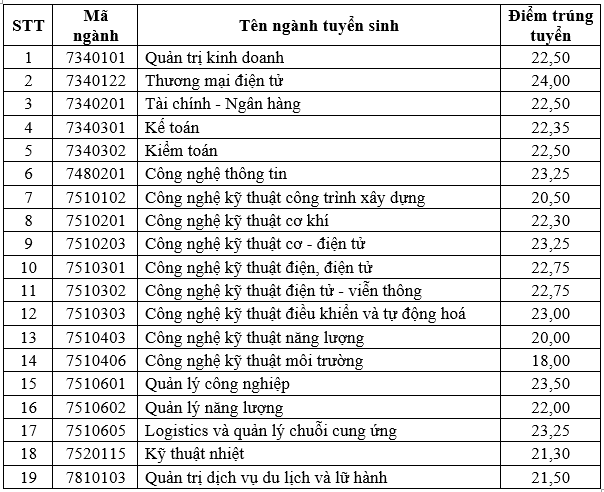 STT Mã ngành Tên ngành tuyển sinh Điểm trúng tuyển
1 7340101 Quản trị kinh doanh 22,50
2 7340122 Thương mại điện tử 24,00
3 7340201 Tài chính - Ngân hàng 22,50
4 7340301 Kế toán 22,35
5 7340302 Kiểm toán 22,50
6 7480201 Công nghệ thông tin 23,25
7 7510102 Công nghệ kỹ thuật công trình xây dựng 20,50
8 7510201 Công nghệ kỹ thuật cơ khí 22,30
9 7510203 Công nghệ kỹ thuật cơ - điện tử 23,25
10 7510301 Công nghệ kỹ thuật điện, điện tử 22,75
11 7510302 Công nghệ kỹ thuật điện tử - viễn thông 22,75
12 7510303 Công nghệ kỹ thuật điều khiển và tự động hoá 23,00
13 7510403 Công nghệ kỹ thuật năng lượng 20,00
14 7510406 Công nghệ kỹ thuật môi trường 18,00
15 7510601 Quản lý công nghiệp 23,50
16 7510602 Quản lý năng lượng 22,00
17 7510605 Logistics và quản lý chuỗi cung ứng 23,25
18 7520115 Kỹ thuật nhiệt 21,30
19 7810103 Quản trị dịch vụ du lịch và lữ hành 21,50